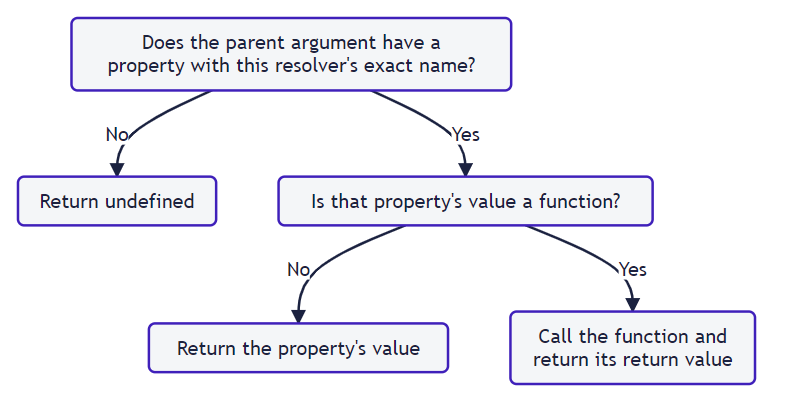 Does the parent argument have a
property with this resolver's exact name?
No
Yes
Return undefined
Is that property's value a function?
No
Yes
Return the property's value
Call the function and
return its return value